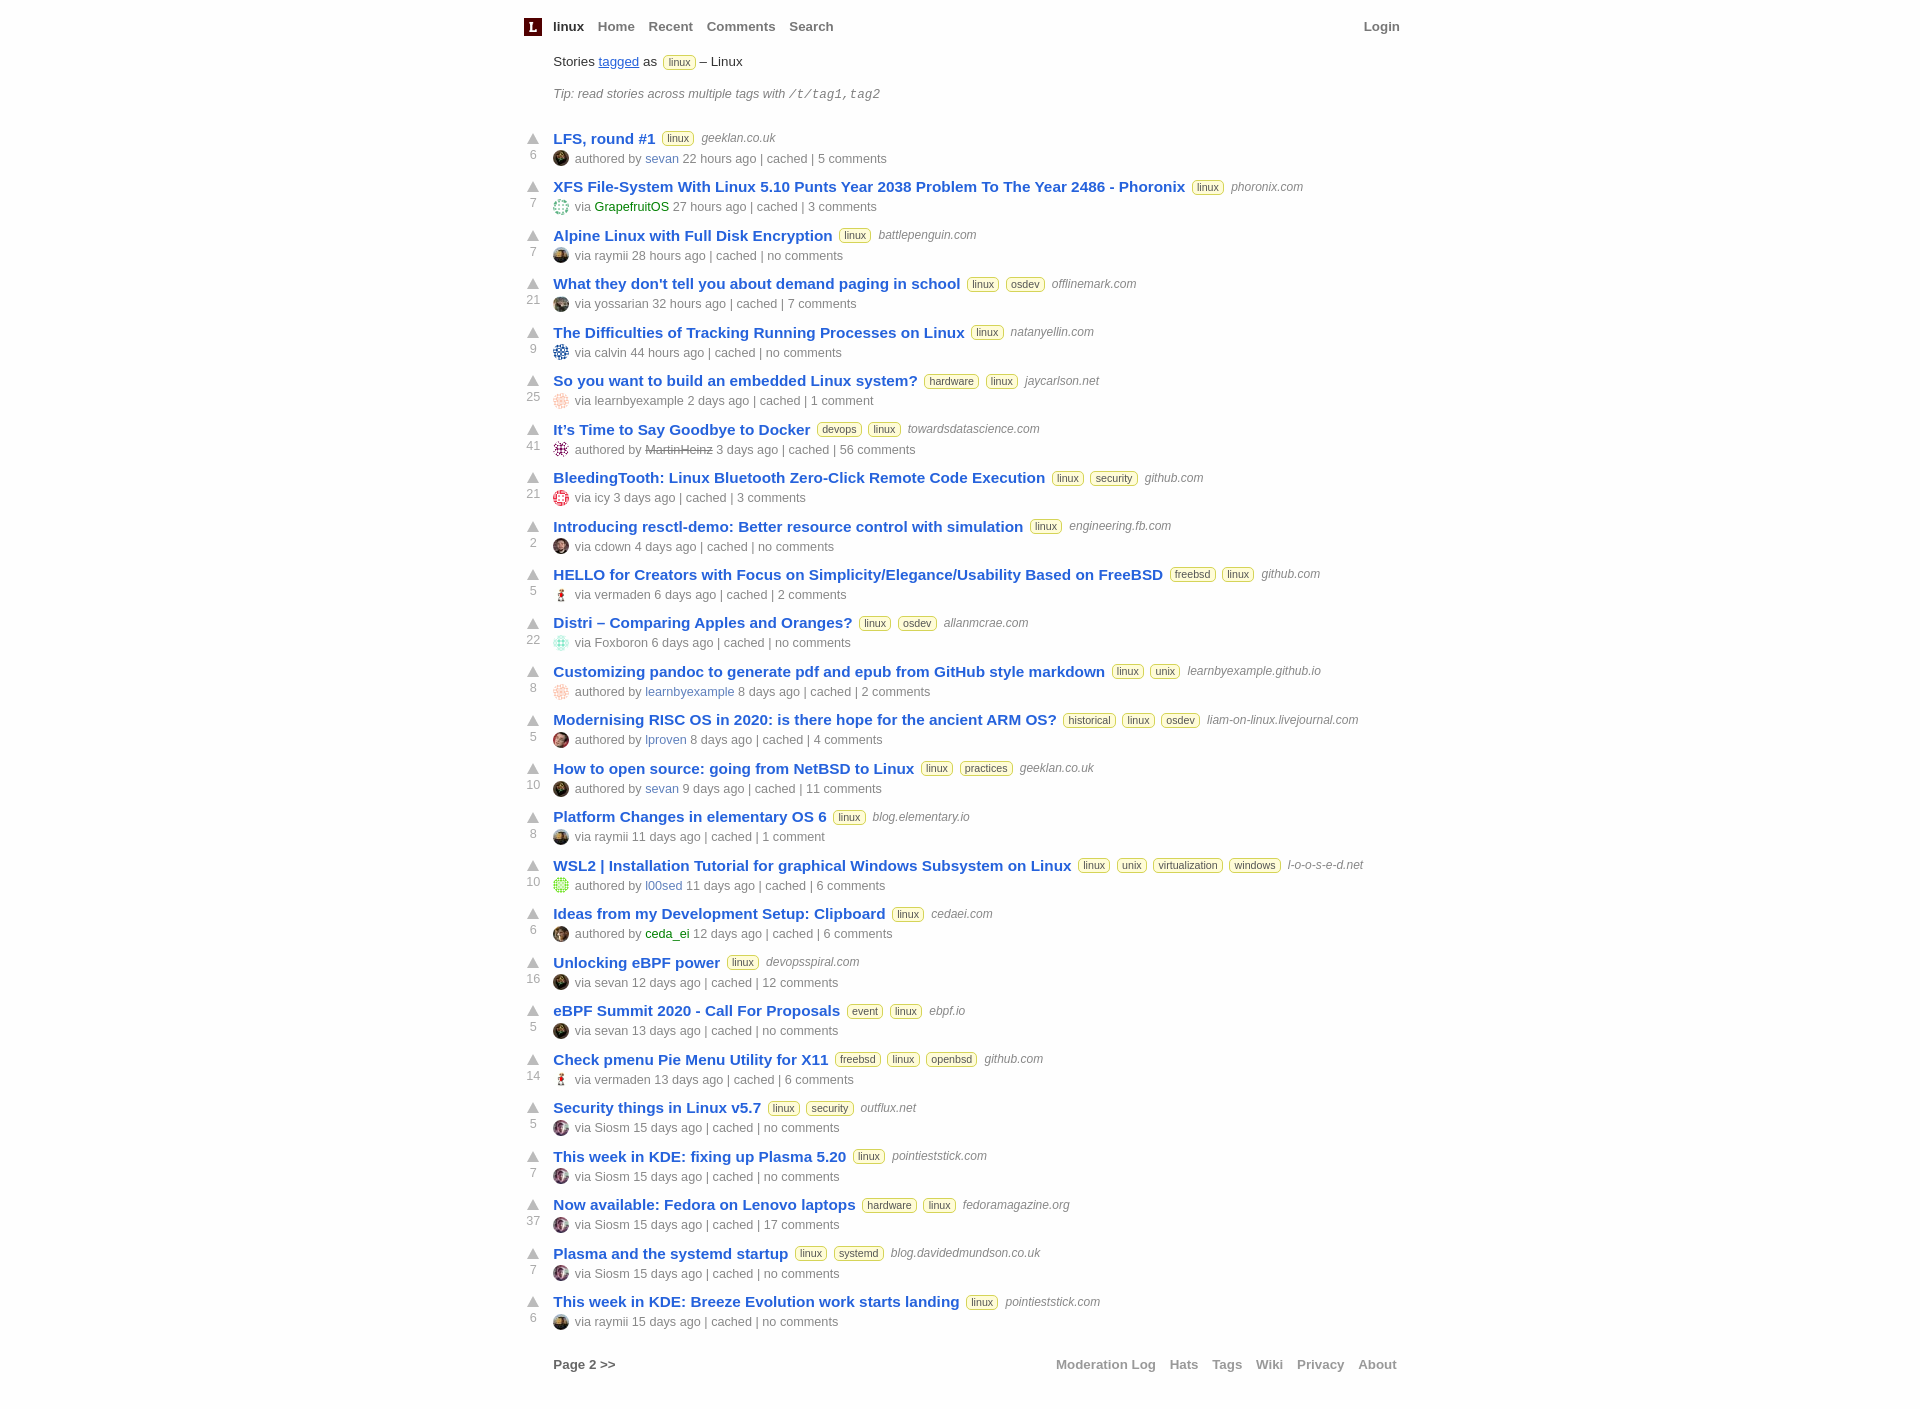 L linux Home Recent Comments Search Login
Stories tagged as linux – Linux
Tip: read stories across multiple tags with /t/tag1,tag2
LFS, round #1 linux geeklan.co.uk
6 authored by sevan 22 hours ago | cached | 5 comments
XFS File-System With Linux 5.10 Punts Year 2038 Problem To The Year 2486 - Phoronix linux phoronix.com
7 via GrapefruitOS 27 hours ago | cached | 3 comments
Alpine Linux with Full Disk Encryption linux battlepenguin.com
7 via raymii 28 hours ago | cached | no comments
What they don't tell you about demand paging in school linux osdev offlinemark.com
21 via yossarian 32 hours ago | cached | 7 comments
The Difficulties of Tracking Running Processes on Linux linux natanyellin.com
9 via calvin 44 hours ago | cached | no comments
So you want to build an embedded Linux system? hardware linux jaycarlson.net
25 via learnbyexample 2 days ago | cached | 1 comment
It’s Time to Say Goodbye to Docker devops linux towardsdatascience.com
41 authored by MartinHeinz 3 days ago | cached | 56 comments
BleedingTooth: Linux Bluetooth Zero-Click Remote Code Execution linux security github.com
21 via icy 3 days ago | cached | 3 comments
Introducing resctl-demo: Better resource control with simulation linux engineering.fb.com
2 via cdown 4 days ago | cached | no comments
HELLO for Creators with Focus on Simplicity/Elegance/Usability Based on FreeBSD freebsd linux github.com
5 via vermaden 6 days ago | cached | 2 comments
Distri – Comparing Apples and Oranges? linux osdev allanmcrae.com
22 via Foxboron 6 days ago | cached | no comments
Customizing pandoc to generate pdf and epub from GitHub style markdown linux unix learnbyexample.github.io
8 authored by learnbyexample 8 days ago | cached | 2 comments
Modernising RISC OS in 2020: is there hope for the ancient ARM OS? historical linux osdev liam-on-linux.livejournal.com
5 authored by lproven 8 days ago | cached | 4 comments
How to open source: going from NetBSD to Linux linux practices geeklan.co.uk
10 authored by sevan 9 days ago | cached | 11 comments
Platform Changes in elementary OS 6 linux blog.elementary.io
8 via raymii 11 days ago | cached | 1 comment
WSL2 | Installation Tutorial for graphical Windows Subsystem on Linux linux unix virtualization windows l-o-o-s-e-d.net
10 authored by l00sed 11 days ago | cached | 6 comments
Ideas from my Development Setup: Clipboard linux cedaei.com
6 authored by ceda_ei 12 days ago | cached | 6 comments
Unlocking eBPF power linux devopsspiral.com
16 via sevan 12 days ago | cached | 12 comments
eBPF Summit 2020 - Call For Proposals event linux ebpf.io
5 via sevan 13 days ago | cached | no comments
Check pmenu Pie Menu Utility for X11 freebsd linux openbsd github.com
14 via vermaden 13 days ago | cached | 6 comments
Security things in Linux v5.7 linux security outflux.net
5 via Siosm 15 days ago | cached | no comments
This week in KDE: fixing up Plasma 5.20 linux pointieststick.com
7 via Siosm 15 days ago | cached | no comments
Now available: Fedora on Lenovo laptops hardware linux fedoramagazine.org
37 via Siosm 15 days ago | cached | 17 comments
Plasma and the systemd startup linux systemd blog.davidedmundson.co.uk
7 via Siosm 15 days ago | cached | no comments
This week in KDE: Breeze Evolution work starts landing linux pointieststick.com
6 via raymii 15 days ago | cached | no comments
Page 2 >> Moderation Log Hats Tags Wiki Privacy About